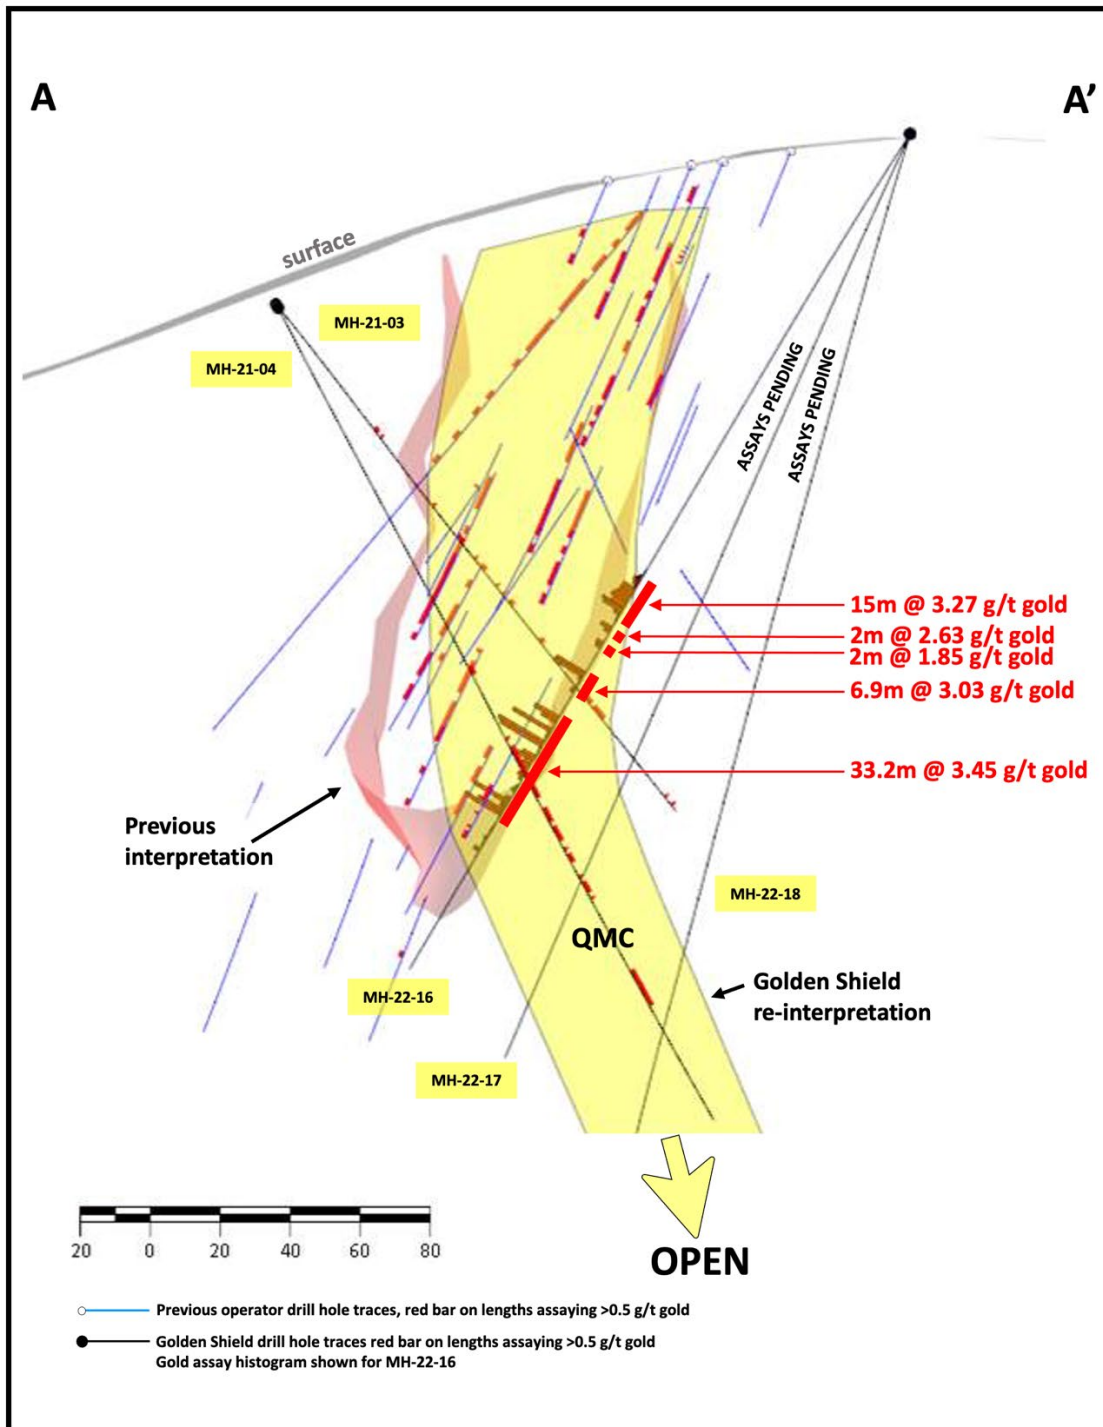 A
A'
surface
MH-21-03
MH-21-04
ASSAYS PENDING
ASSAYS PENDING
15m @ 3.27 g/t gold
2m @ 2.63 g/t gold
2m @ 1.85 g/t gold
6.9m @ 3.03 g/t gold
33.2m @ 3.45 g/t gold
Previous
interpretation
MH-22-18
QMC
MH-22-16
Golden Shield
re-interpretation
MH-22-17
OPEN
20 0 20 40 60 80
Previous operator drill hole traces, red bar on lengths assaying >0.5 g/t gold
Golden Shield drill hole traces red bar on lengths assaying >0.5 g/t gold
Gold assay histogram shown for MH-22-16